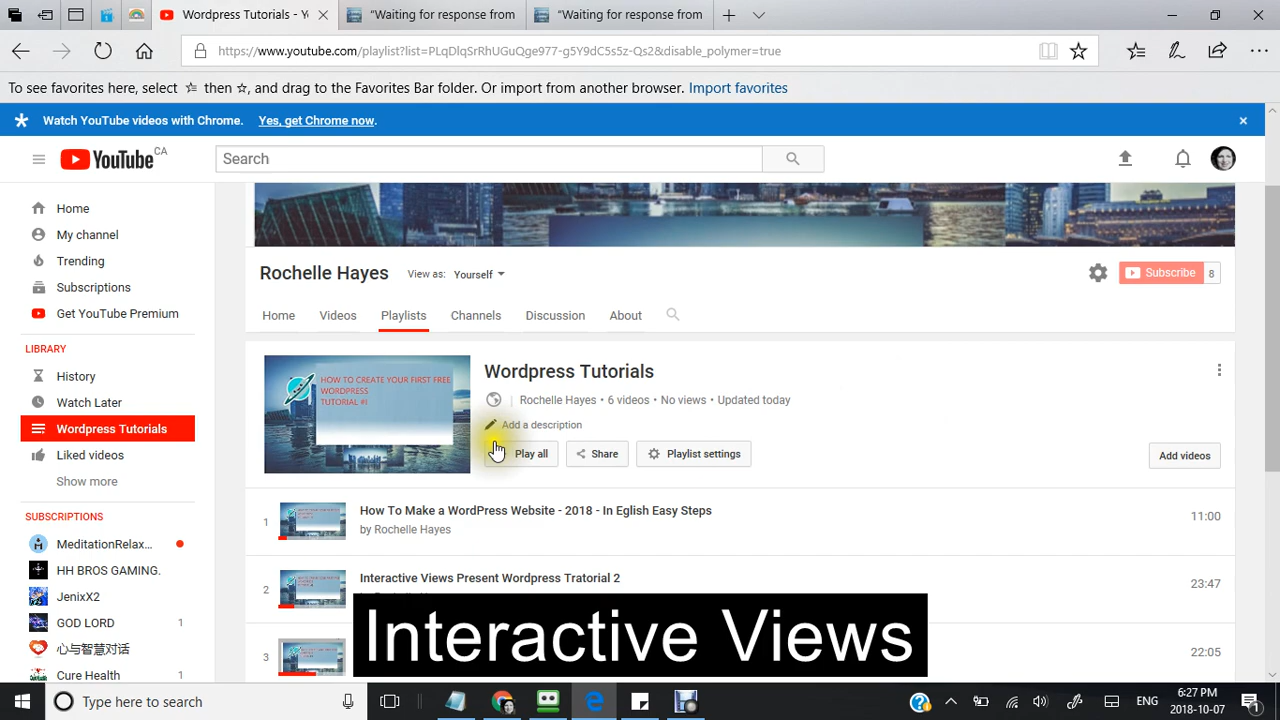 Wordpress Tutorials - Yo
"Waiting for response from
"Waiting for response from
https://www.youtube.com/playlist?list=PLqDlqSrRhUGuQge977-g5Y9dC5s5z-Qs2&disable_polymer=true
To see favorites here, select ☆ then ☆, and drag to the Favorites Bar folder. Or import from another browser. Import favorites
Watch YouTube videos with Chrome. Yes, get Chrome now.
YouTube CA
Search
Home
My channel
Trending
Subscriptions
Get YouTube Premium
LIBRARY
History
Watch Later
Wordpress Tutorials
Liked videos
Show more
SUBSCRIPTIONS
MeditationRelax...
HH BROS GAMING.
JenixX2
GOD LORD 1
心与智慧对话
Cure Health 1
Rochelle Hayes View as: Yourself
Subscribe 8
Home Videos Playlists Channels Discussion About
HOW TO CREATE YOUR FIRST FREE
WORDPRESS
TUTORIAL #1
Wordpress Tutorials
Rochelle Hayes • 6 videos • No views • Updated today
Add a description
Play all Share Playlist settings
Add videos
1 How To Make a WordPress Website - 2018 - In Eglish Easy Steps 11:00
by Rochelle Hayes
2 Interactive Views Present Wordpress Tratorial 2 23:47
3 22:05
Interactive Views
Type here to search
ENG
6:27 PM
2018-10-07
1